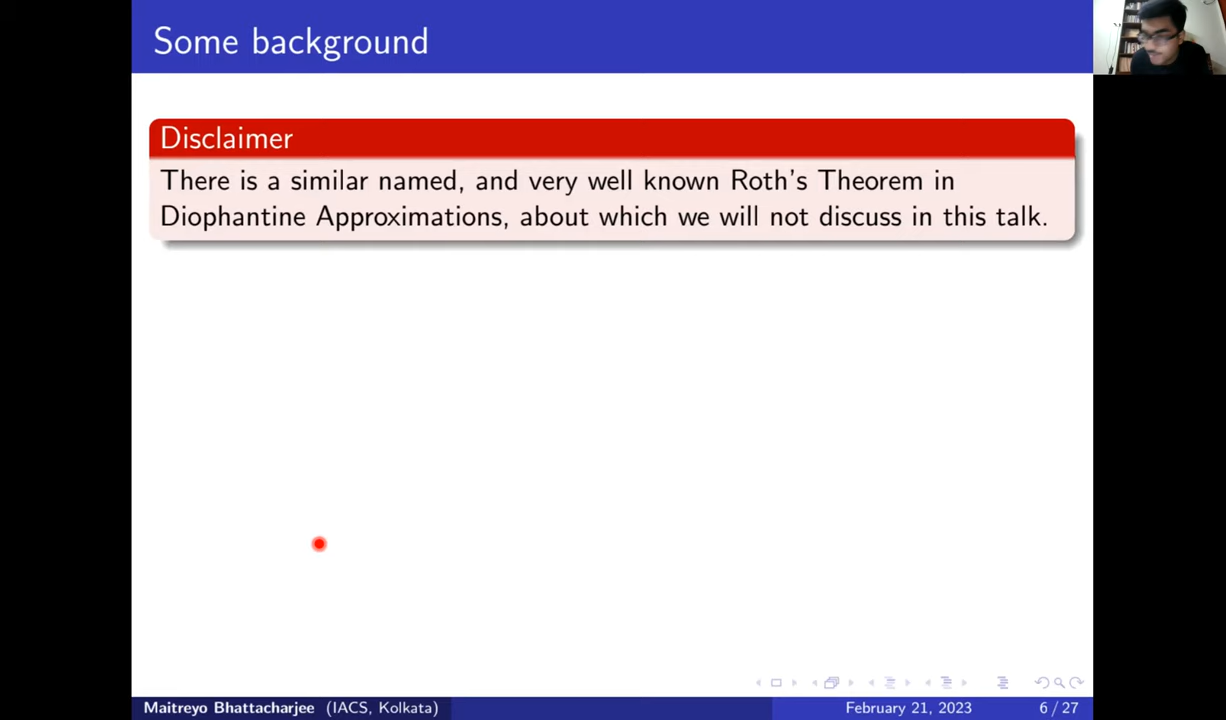 Some background
Disclaimer
There is a similar named, and very well known Roth's Theorem in
Diophantine Approximations, about which we will not discuss in this talk.
Maitreyo Bhattacharjee (IACS, Kolkata)
February 21, 2023
6 / 27